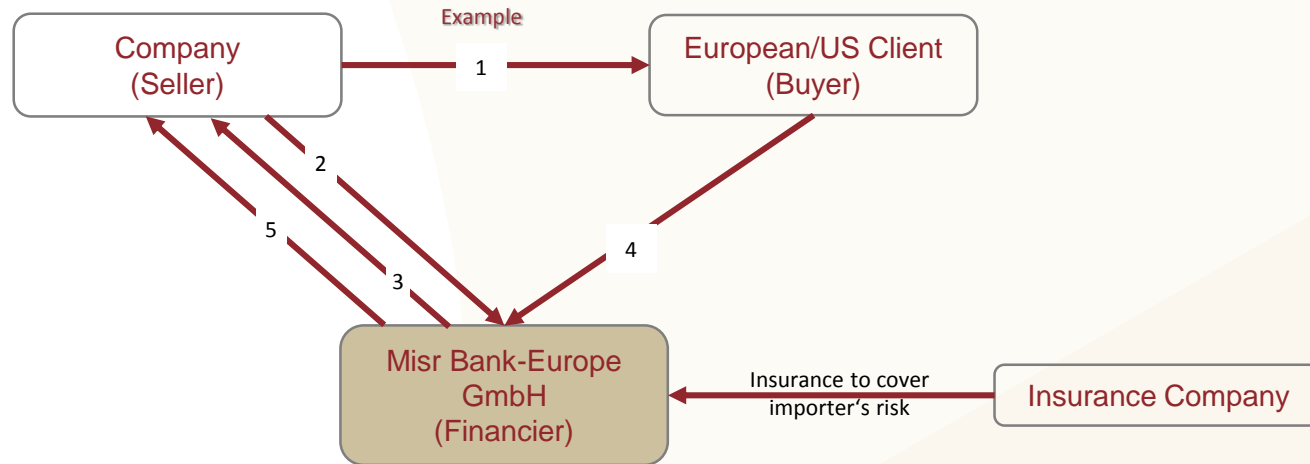 Example
Company
(Seller)
1
European/US Client
(Buyer)
2
5
3
4
Misr Bank-Europe
GmbH
(Financier)
Insurance to cover
importer‘s risk
Insurance Company